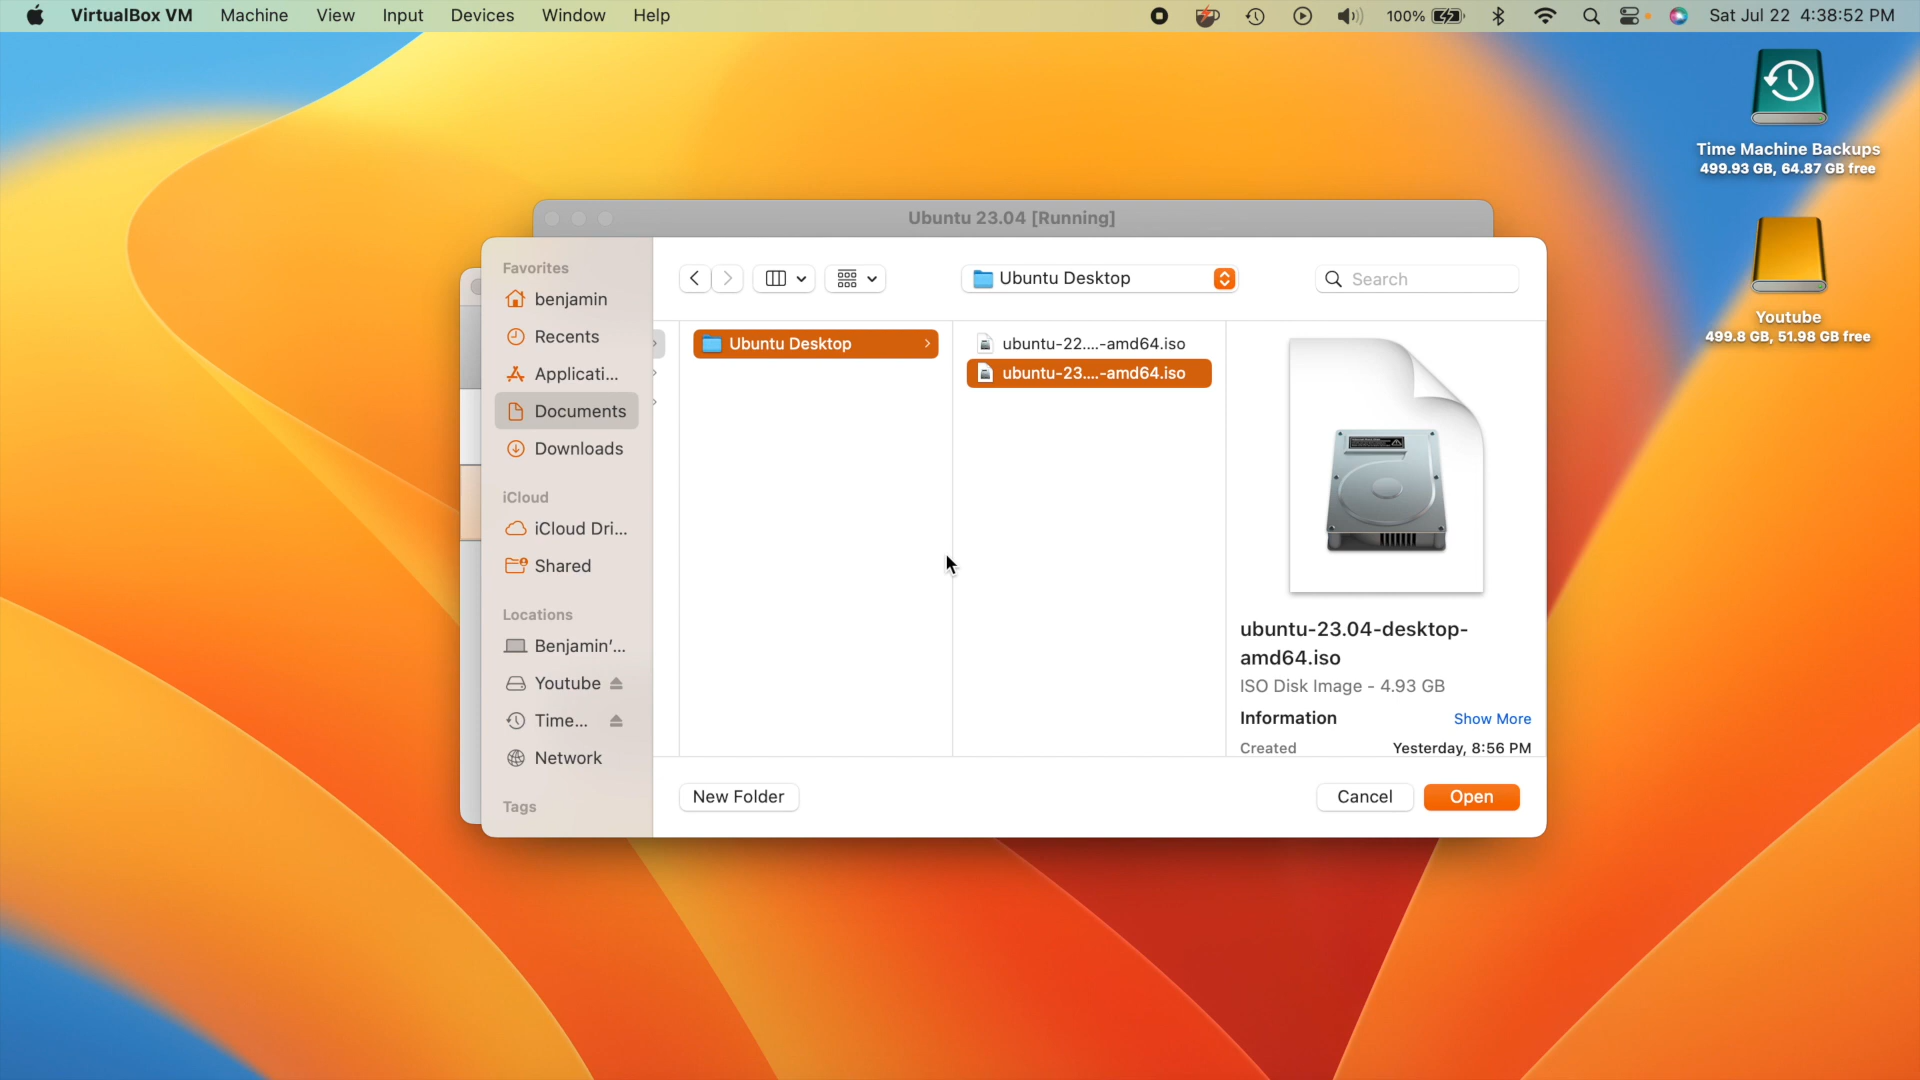 VirtualBox VM Machine View Input Devices Window Help 100% Sat Jul 22 4:38:52 PM
Time Machine Backups
499.93 GB, 64.87 GB free
Youtube
499.8 GB, 51.98 GB free
Ubuntu 23.04 [Running]
Favorites
benjamin
Recents
Applicati...
Documents
Downloads
iCloud
iCloud Dri...
Shared
Locations
Benjamin'...
Youtube
Time...
Network
Tags
Ubuntu Desktop
Search
Ubuntu Desktop
ubuntu-22....-amd64.iso
ubuntu-23....-amd64.iso
ubuntu-23.04-desktop-
amd64.iso
ISO Disk Image - 4.93 GB
Information Show More
Created Yesterday, 8:56 PM
New Folder
Cancel
Open